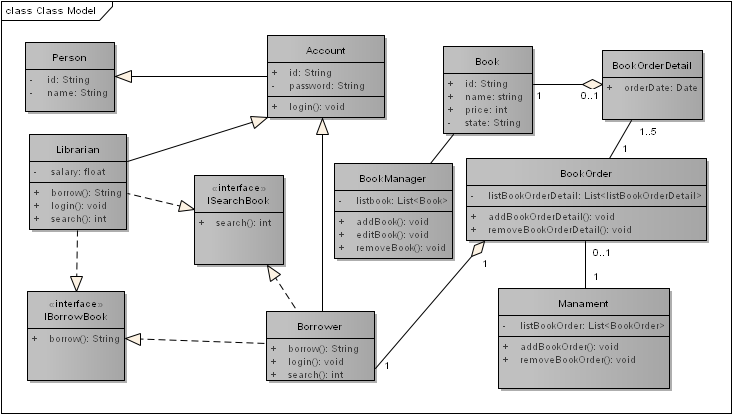 class Class Model
Person
- id: String
- name: String
Account
+ id: String
- password: String
+ login(): void
Book
+ id: String
+ name: string
+ price: int
- state: String
BookOrderDetail
+ orderDate: Date
1
0..1
1..5
1
Librarian
- salary: float
+ borrow(): String
+ login(): void
+ search(): int
«interface»
ISearchBook
+ search(): int
BookManager
- listbook: List<Book>
+ addBook(): void
+ editBook(): void
+ removeBook(): void
BookOrder
- listBookOrderDetail: List<listBookOrderDetail>
+ addBookOrderDetail(): void
+ removeBookOrderDetail(): void
1
0..1
1
«interface»
IBorrowBook
+ borrow(): String
Borrower
+ borrow(): String
+ login(): void
+ search(): int
1
Manament
- listBookOrder: List<BookOrder>
+ addBookOrder(): void
+ removeBookOrder(): void